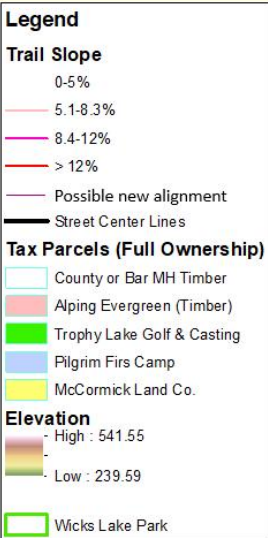 Legend
Trail Slope
0-5%
5.1-8.3%
8.4-12%
> 12%
Possible new alignment
Street Center Lines
Tax Parcels (Full Ownership)
County or Bar MH Timber
Alping Evergreen (Timber)
Trophy Lake Golf & Casting
Pilgrim Firs Camp
McCormick Land Co.
Elevation
High : 541.55
Low : 239.59
Wicks Lake Park